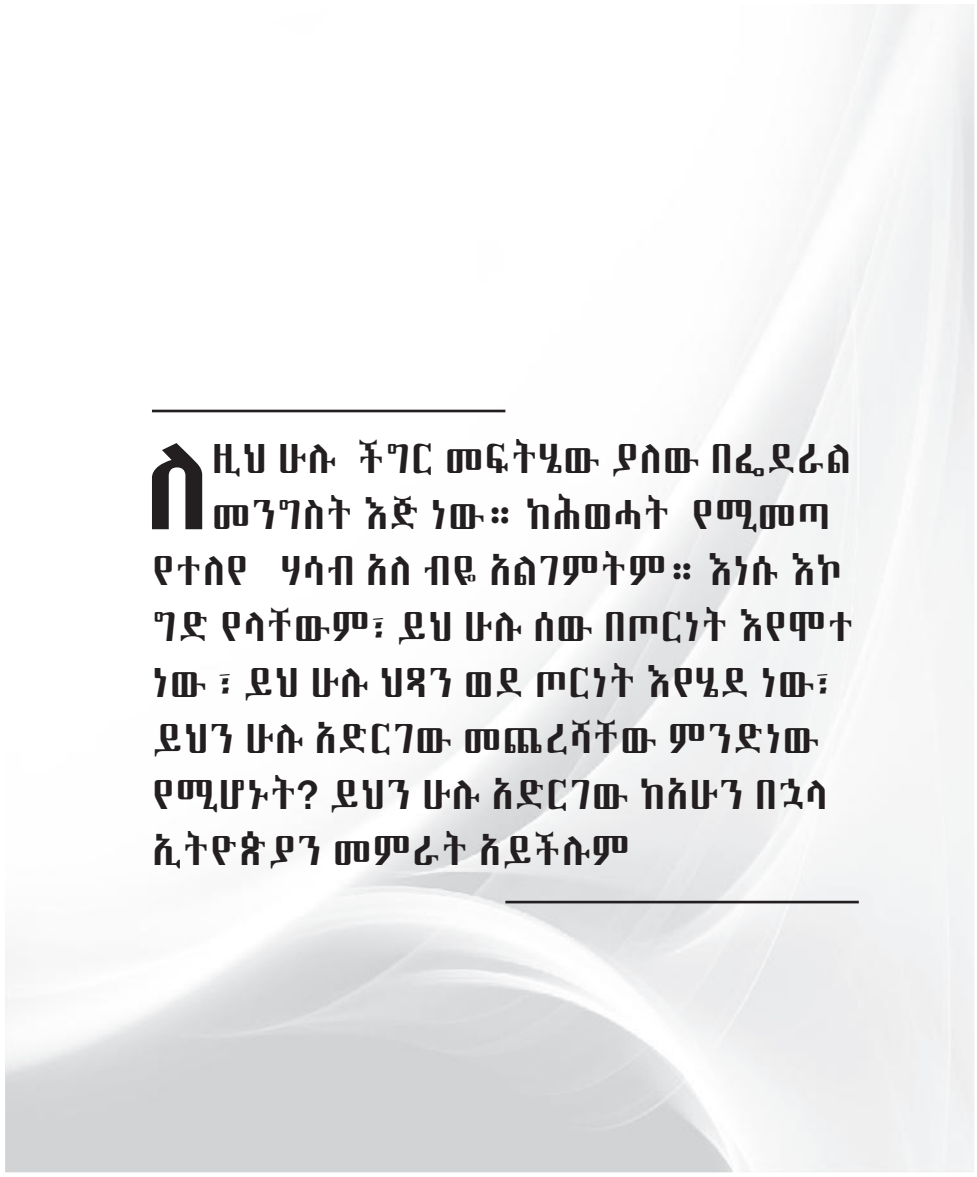 ለዚህ ሁሉ ችግር መፍትሄው ያለው በፌደራል
መንግስት እጅ ነው። ከሕወሓት የሚመጣ
የተለየ ሃሳብ አለ ብዬ አልገምትም። እነሱ እኮ
ግድ የላቸውም፣ ይህ ሁሉ ሰው በጦርነት እየሞተ
ነው ፣ ይህ ሁሉ ህጻን ወደ ጦርነት እየሄደ ነው፣
ይህን ሁሉ አድርገው መጨረሻቸው ምንድነው
የሚሆኑት? ይህን ሁሉ አድርገው ከአሁን በኋላ
ኢትዮጵያን መምራት አይችሉም